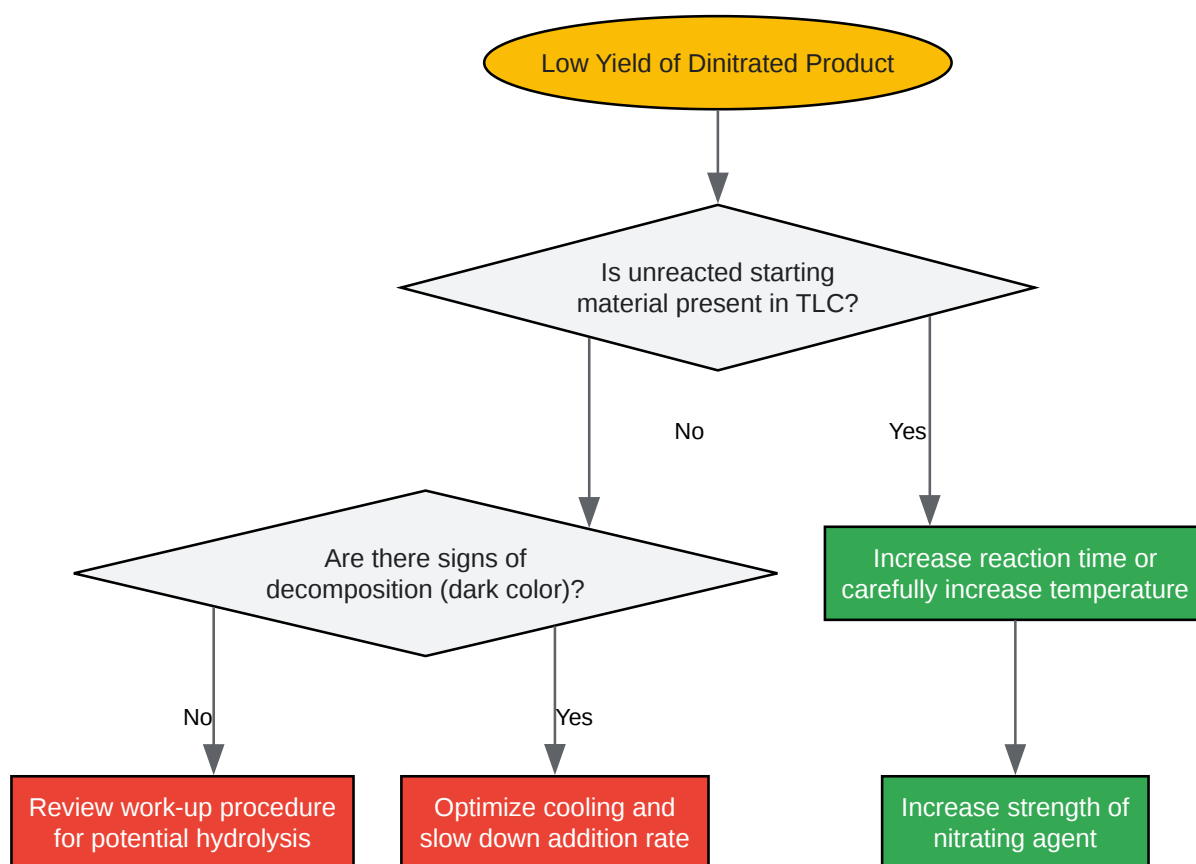 Low Yield of Dinitrated Product
Is unreacted starting
material present in TLC?
No
Yes
Are there signs of
decomposition (dark color)?
Increase reaction time or
carefully increase temperature
No
Yes
Review work-up procedure
for potential hydrolysis
Optimize cooling and
slow down addition rate
Increase strength of
nitrating agent